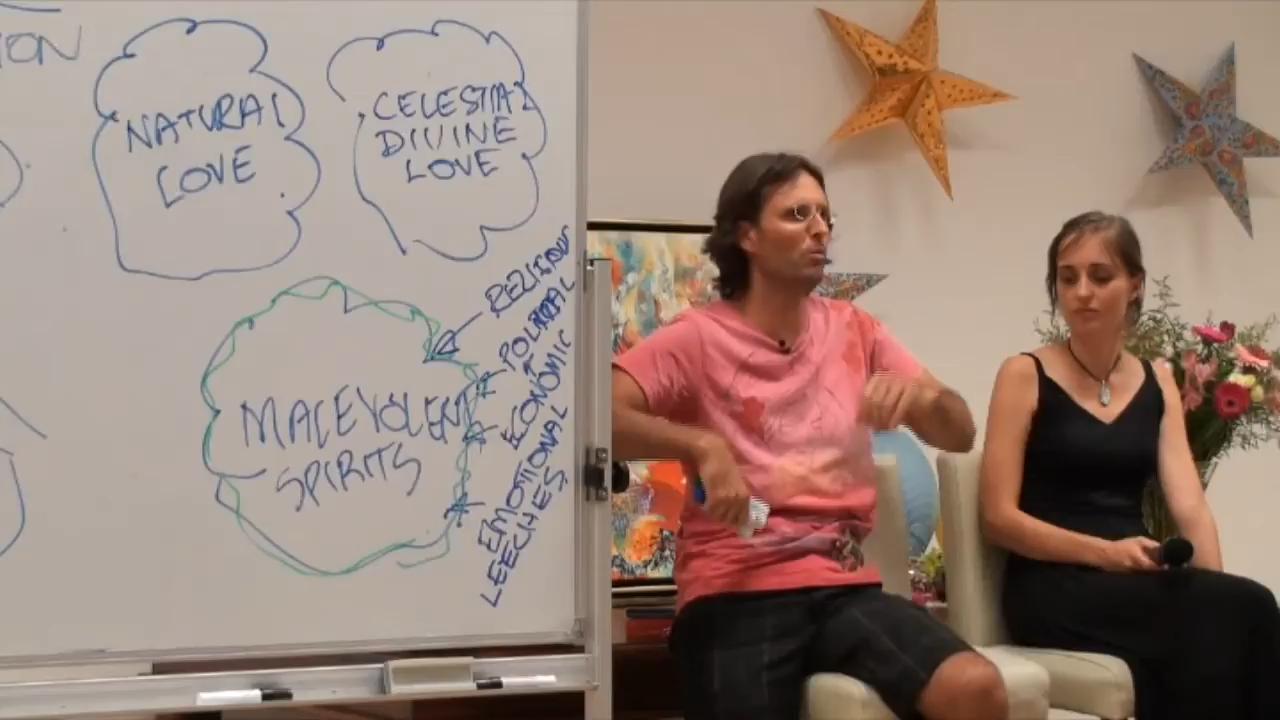 ION
NATURAL
LOVE
CELESTIAL
DIVINE
LOVE
RELIGIOUS
POLITICAL
ECONOMIC
EMOTIONAL
LEECHES
MALEVOLENT
SPIRITS